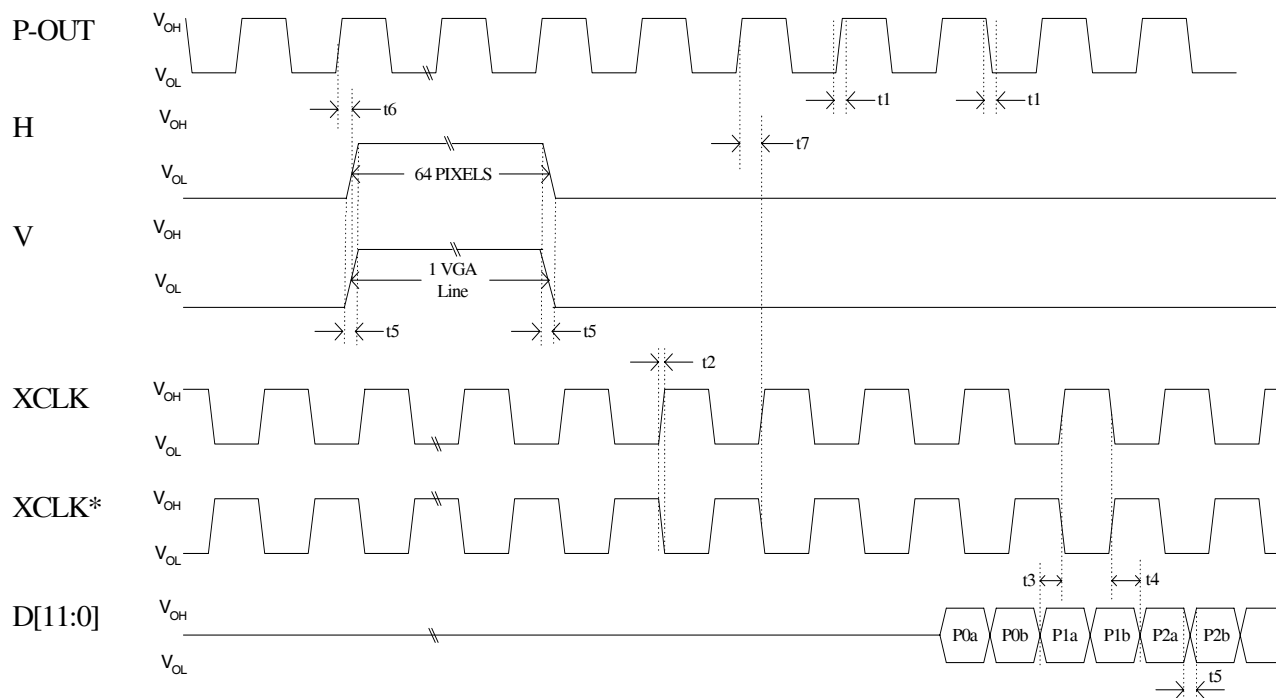 P-OUT
VOH
VOL
t6
t1
t1
t7
H
VOH
VOL
64 PIXELS
V
VOH
VOL
1 VGA
Line
t5
t5
t2
XCLK
VOH
VOL
XCLK*
VOH
VOL
t3
t4
D[11:0]
VOH
VOL
P0a
P0b
P1a
P1b
P2a
P2b
t5